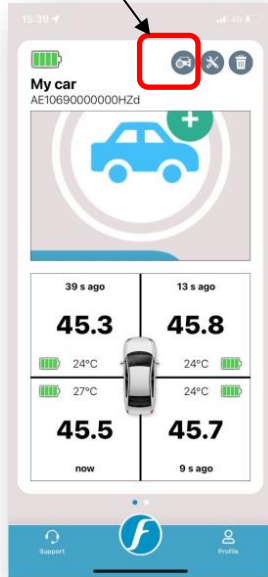 15:39
4G
My car
AE10690000000HZd
39 s ago
13 s ago
45.3
45.8
24°C
24°C
27°C
24°C
45.5
45.7
now
9 s ago
f
Support
Profile